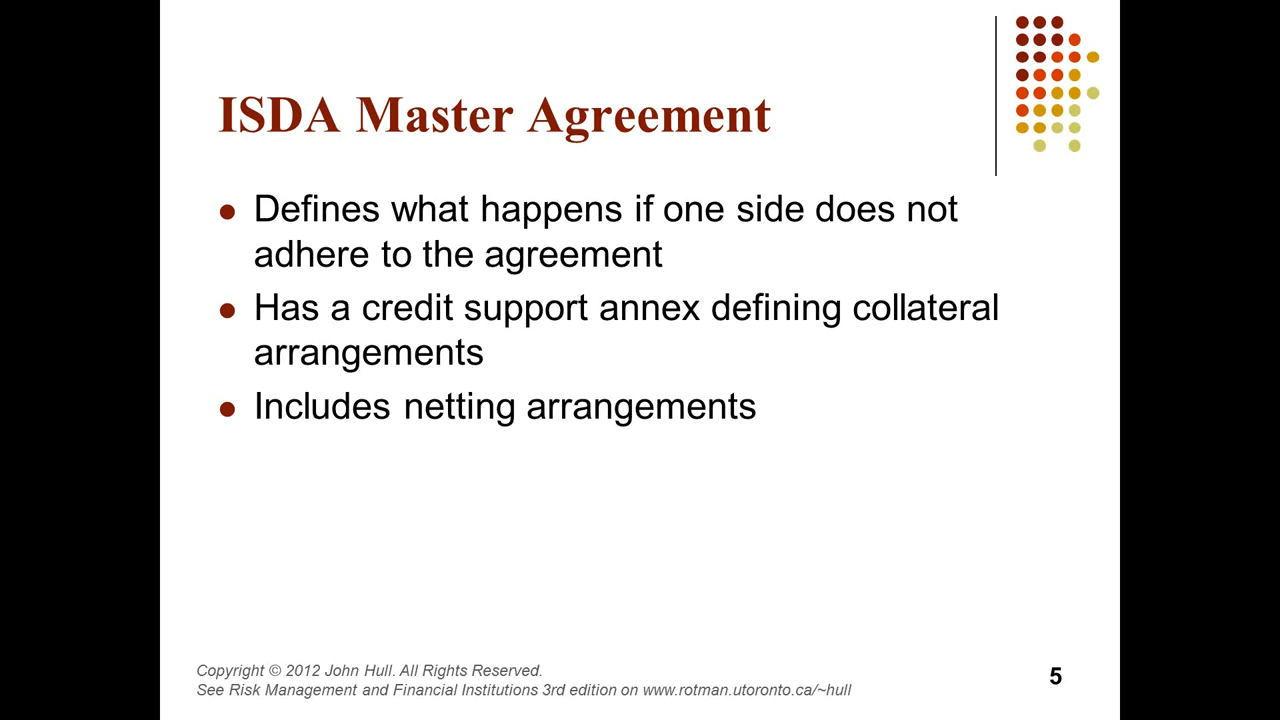 ISDA Master Agreement
● Defines what happens if one side does not
adhere to the agreement
● Has a credit support annex defining collateral
arrangements
● Includes netting arrangements
Copyright © 2012 John Hull. All Rights Reserved.
See Risk Management and Financial Institutions 3rd edition on www.rotman.utoronto.ca/~hull
5